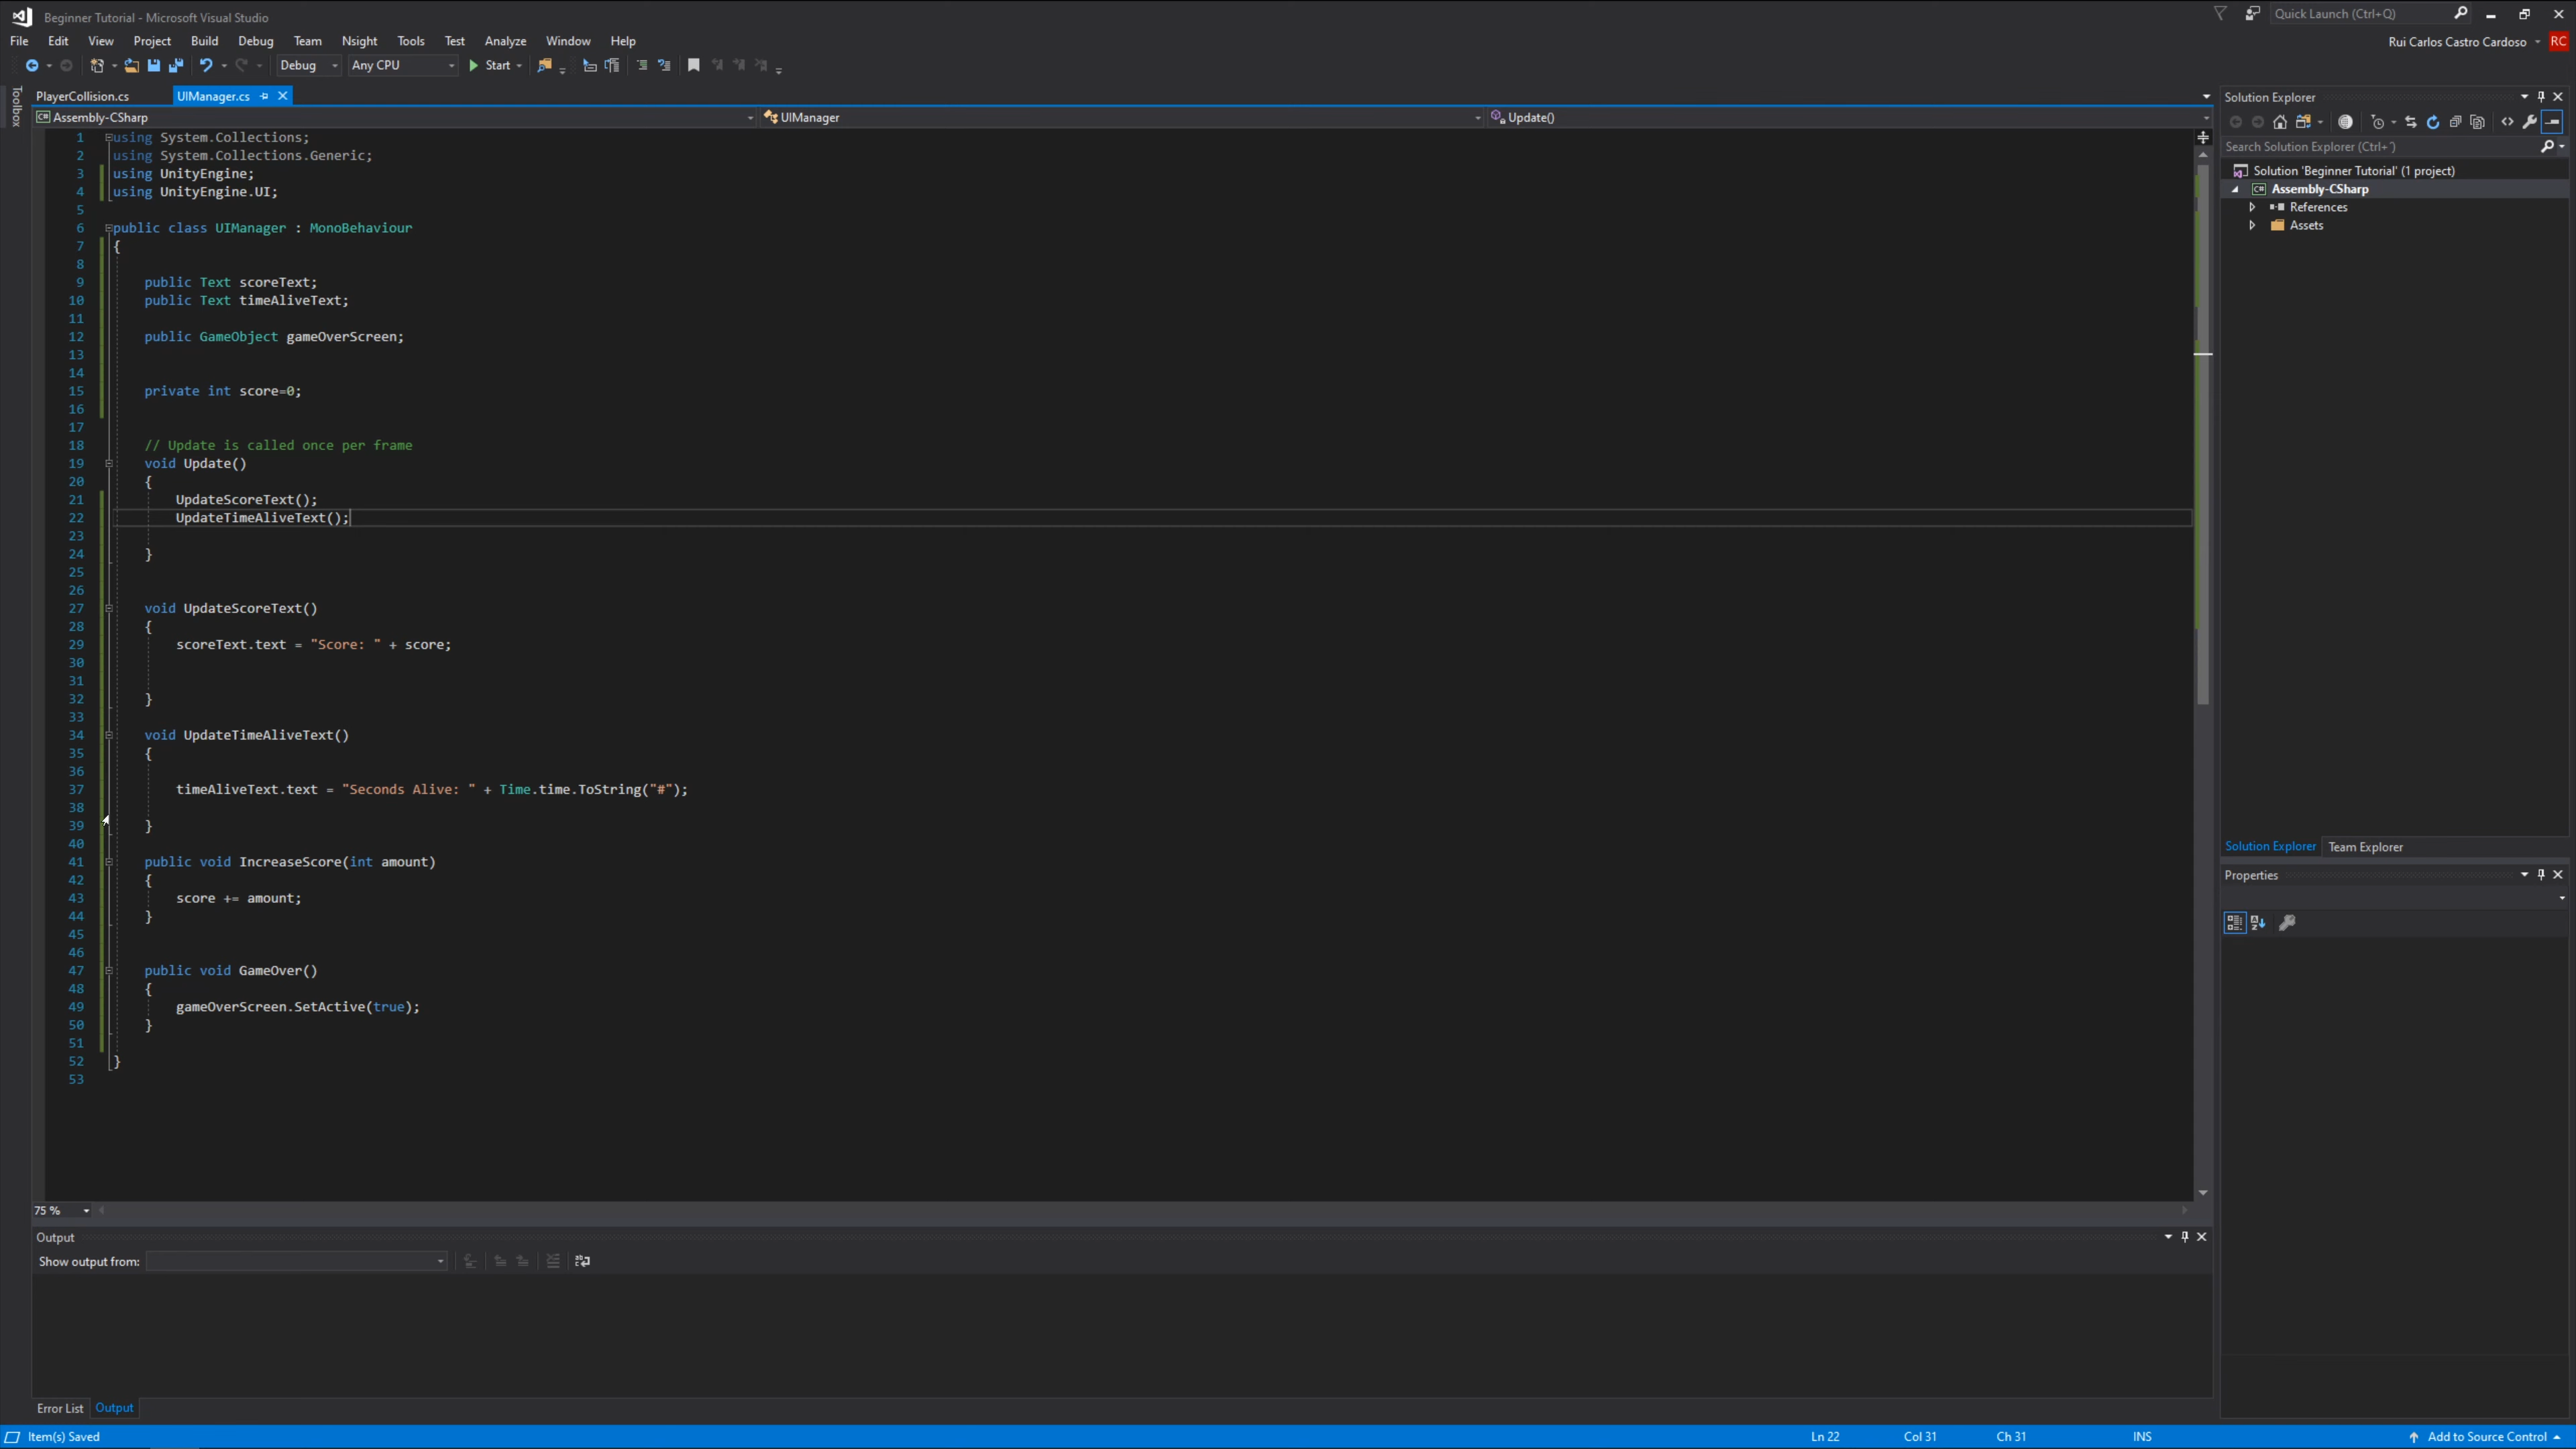 Beginner Tutorial - Microsoft Visual Studio
Quick Launch (Ctrl+Q)
File Edit View Project Build Debug Team Nsight Tools Test Analyze Window Help
Rui Carlos Castro Cardoso RC
Debug Any CPU Start
Toolbox
PlayerCollision.cs UIManager.cs
Assembly-CSharp UIManager Update()
1 using System.Collections;
2 using System.Collections.Generic;
3 using UnityEngine;
4 using UnityEngine.UI;
5
6 public class UIManager : MonoBehaviour
7 {
8
9 public Text scoreText;
10 public Text timeAliveText;
11
12 public GameObject gameOverScreen;
13
14
15 private int score=0;
16
17
18 // Update is called once per frame
19 void Update()
20 {
21 UpdateScoreText();
22 UpdateTimeAliveText();
23
24 }
25
26
27 void UpdateScoreText()
28 {
29 scoreText.text = "Score: " + score;
30
31
32 }
33
34 void UpdateTimeAliveText()
35 {
36
37 timeAliveText.text = "Seconds Alive: " + Time.time.ToString("#");
38
39 }
40
41 public void IncreaseScore(int amount)
42 {
43 score += amount;
44 }
45
46
47 public void GameOver()
48 {
49 gameOverScreen.SetActive(true);
50 }
51
52 }
53
75 %
Output
Show output from:
Error List Output
Solution Explorer
Search Solution Explorer (Ctrl+¨)
Solution 'Beginner Tutorial' (1 project)
Assembly-CSharp
References
Assets
Solution Explorer Team Explorer
Properties
Item(s) Saved Ln 22 Col 31 Ch 31 INS Add to Source Control